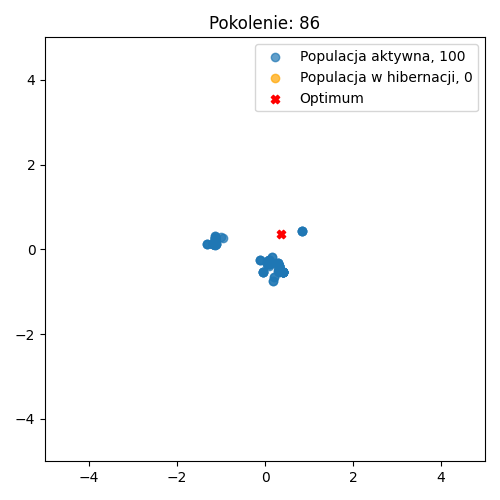 Pokolenie: 86
Populacja aktywna, 100
Populacja w hibernacji, 0
Optimum
4
2
0
−2
−4
−4 −2 0 2 4